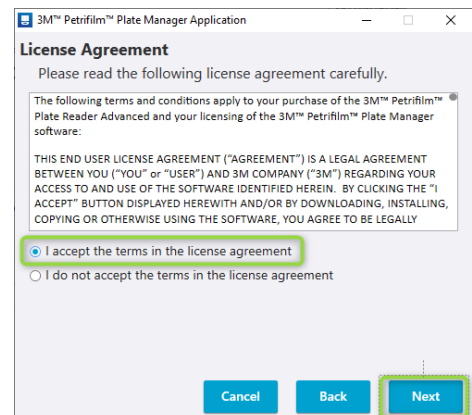 3M™ Petrifilm™ Plate Manager Application
License Agreement
Please read the following license agreement carefully.
The following terms and conditions apply to your purchase of the 3M™ Petrifilm™
Plate Reader Advanced and your licensing of the 3M™ Petrifilm™ Plate Manager
software:
THIS END USER LICENSE AGREEMENT (“AGREEMENT”) IS A LEGAL AGREEMENT
BETWEEN YOU (“YOU” or “USER”) AND 3M COMPANY (“3M”) REGARDING YOUR
ACCESS TO AND USE OF THE SOFTWARE IDENTIFIED HEREIN.  BY CLICKING THE “I
ACCEPT” BUTTON DISPLAYED HEREWITH AND/OR BY DOWNLOADING, INSTALLING,
COPYING OR OTHERWISE USING THE SOFTWARE, YOU AGREE TO BE LEGALLY
I accept the terms in the license agreement
I do not accept the terms in the license agreement
Cancel Back Next